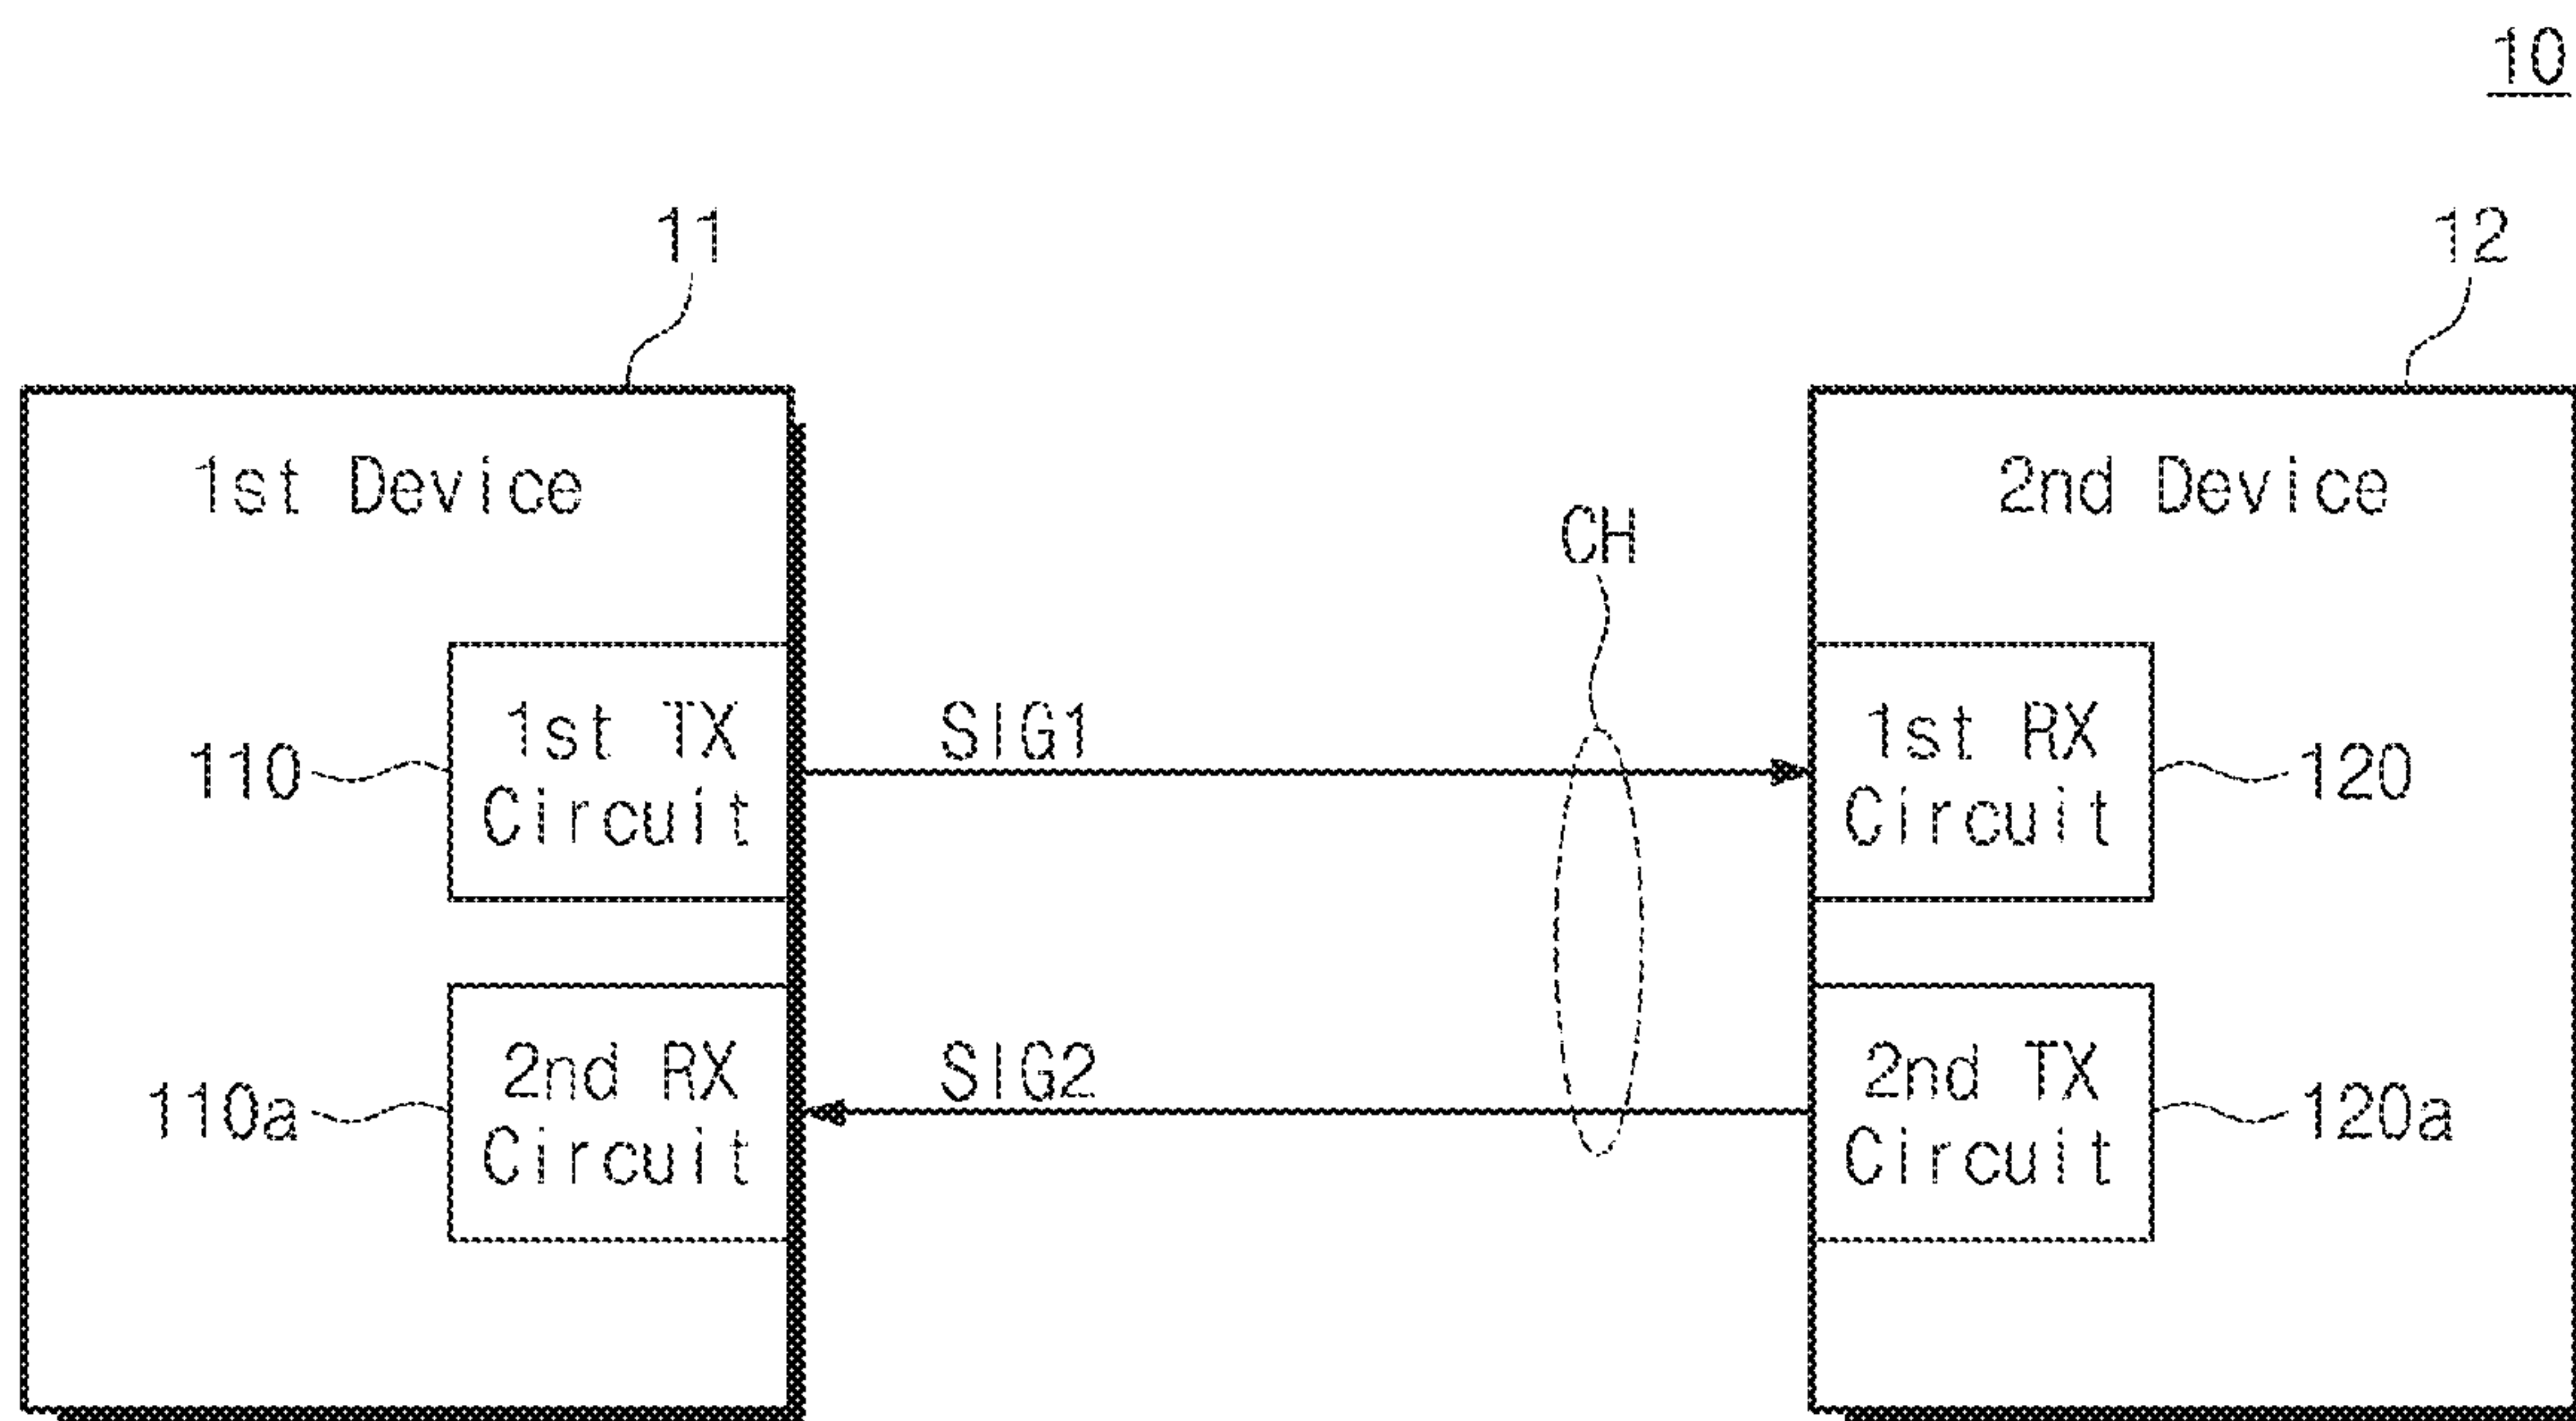 10
11
12
1st Device
2nd Device
CH
110
1st TX
Circuit
SIG1
1st RX
Circuit
120
110a
2nd RX
Circuit
SIG2
2nd TX
Circuit
120a